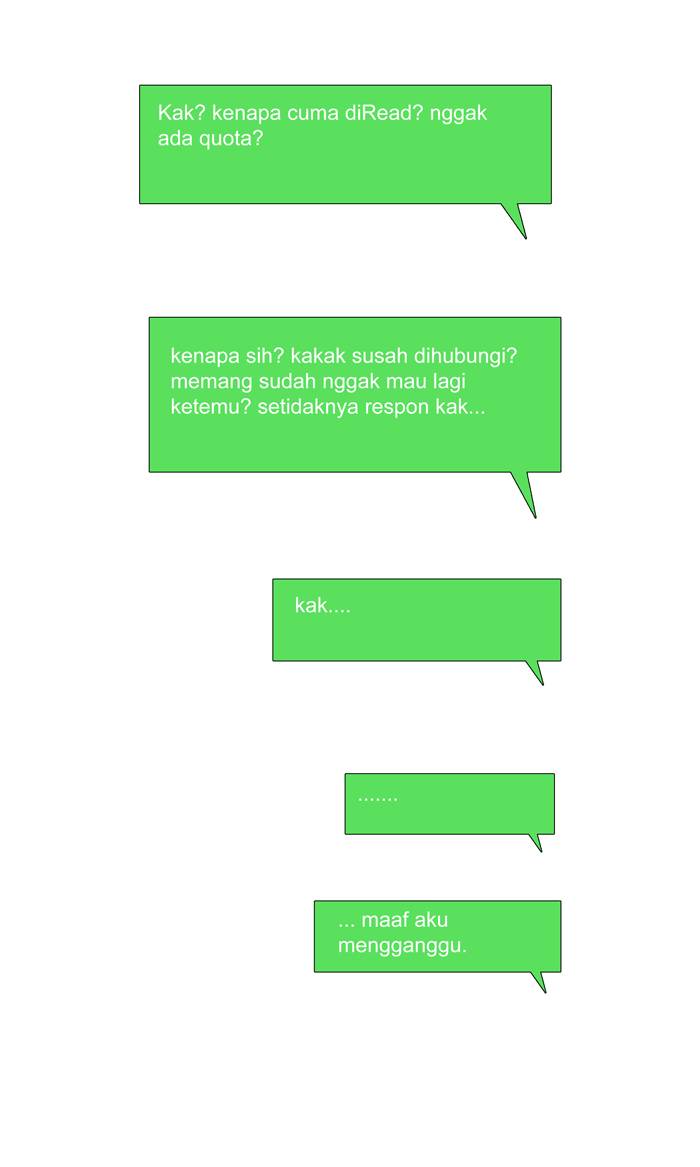 Kak? kenapa cuma diRead? nggak
ada quota?
kenapa sih? kakak susah dihubungi?
memang sudah nggak mau lagi
ketemu? setidaknya respon kak...
kak....
.......
... maaf aku
mengganggu.